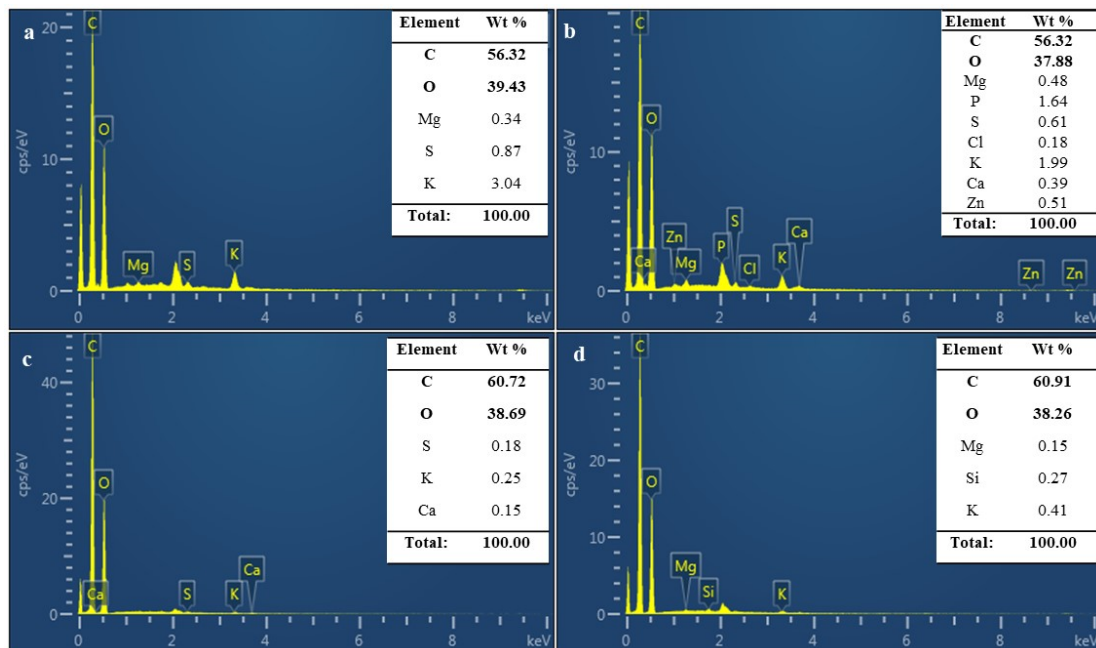 a
20
10
0
cps/eV
C
O
Mg
S
K
0 2 4 6 8 keV
Element Wt %
C 56.32
O 39.43
Mg 0.34
S 0.87
K 3.04
Total: 100.00
b
10
0
cps/eV
C
O
Ca
Zn
Mg
P
S
Cl
K
Ca
Zn
Zn
0 2 4 6 8 keV
Element Wt %
C 56.32
O 37.88
Mg 0.48
P 1.64
S 0.61
Cl 0.18
K 1.99
Ca 0.39
Zn 0.51
Total: 100.00
c
40
20
0
cps/eV
C
O
Ca
S
K
Ca
0 2 4 6 8 keV
Element Wt %
C 60.72
O 38.69
S 0.18
K 0.25
Ca 0.15
Total: 100.00
d
30
20
10
0
cps/eV
C
O
Mg
Si
K
0 2 4 6 8 keV
Element Wt %
C 60.91
O 38.26
Mg 0.15
Si 0.27
K 0.41
Total: 100.00